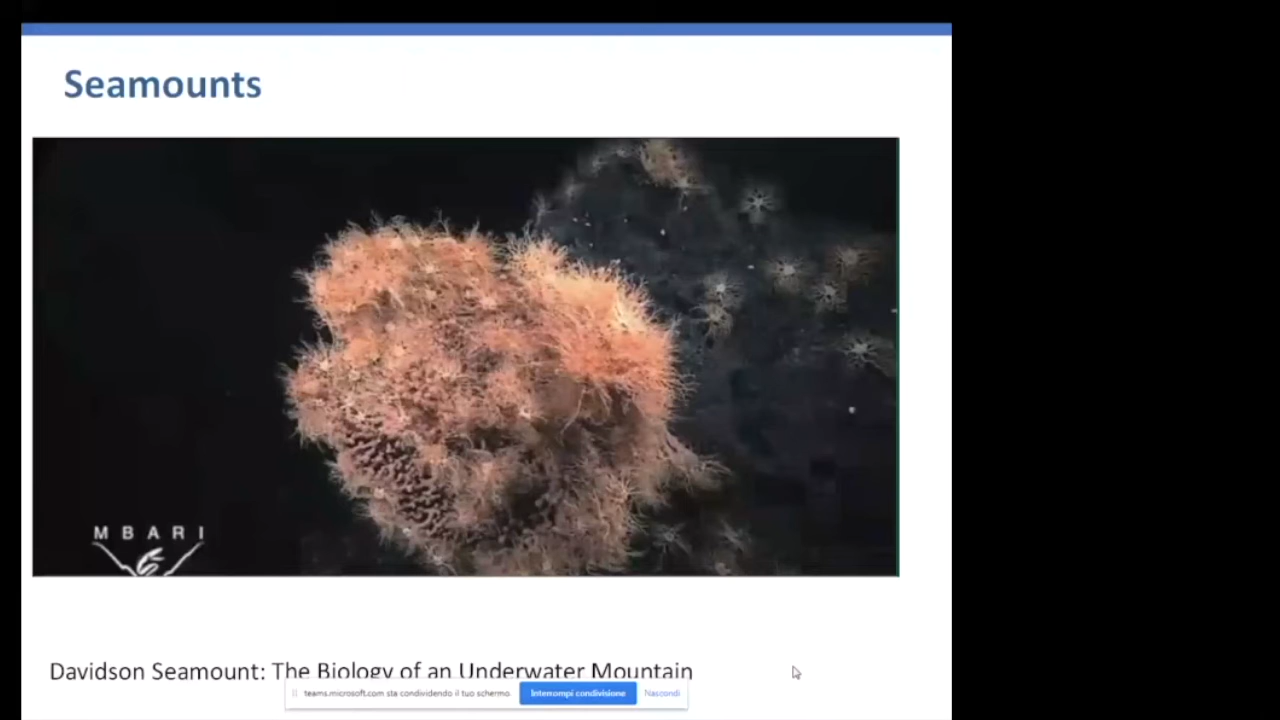 Seamounts
MBARI
Davidson Seamount: The Biology of an Underwater Mountain
teams.microsoft.com sta condividendo il tuo schermo.
Interrompi condivisione
Nascondi